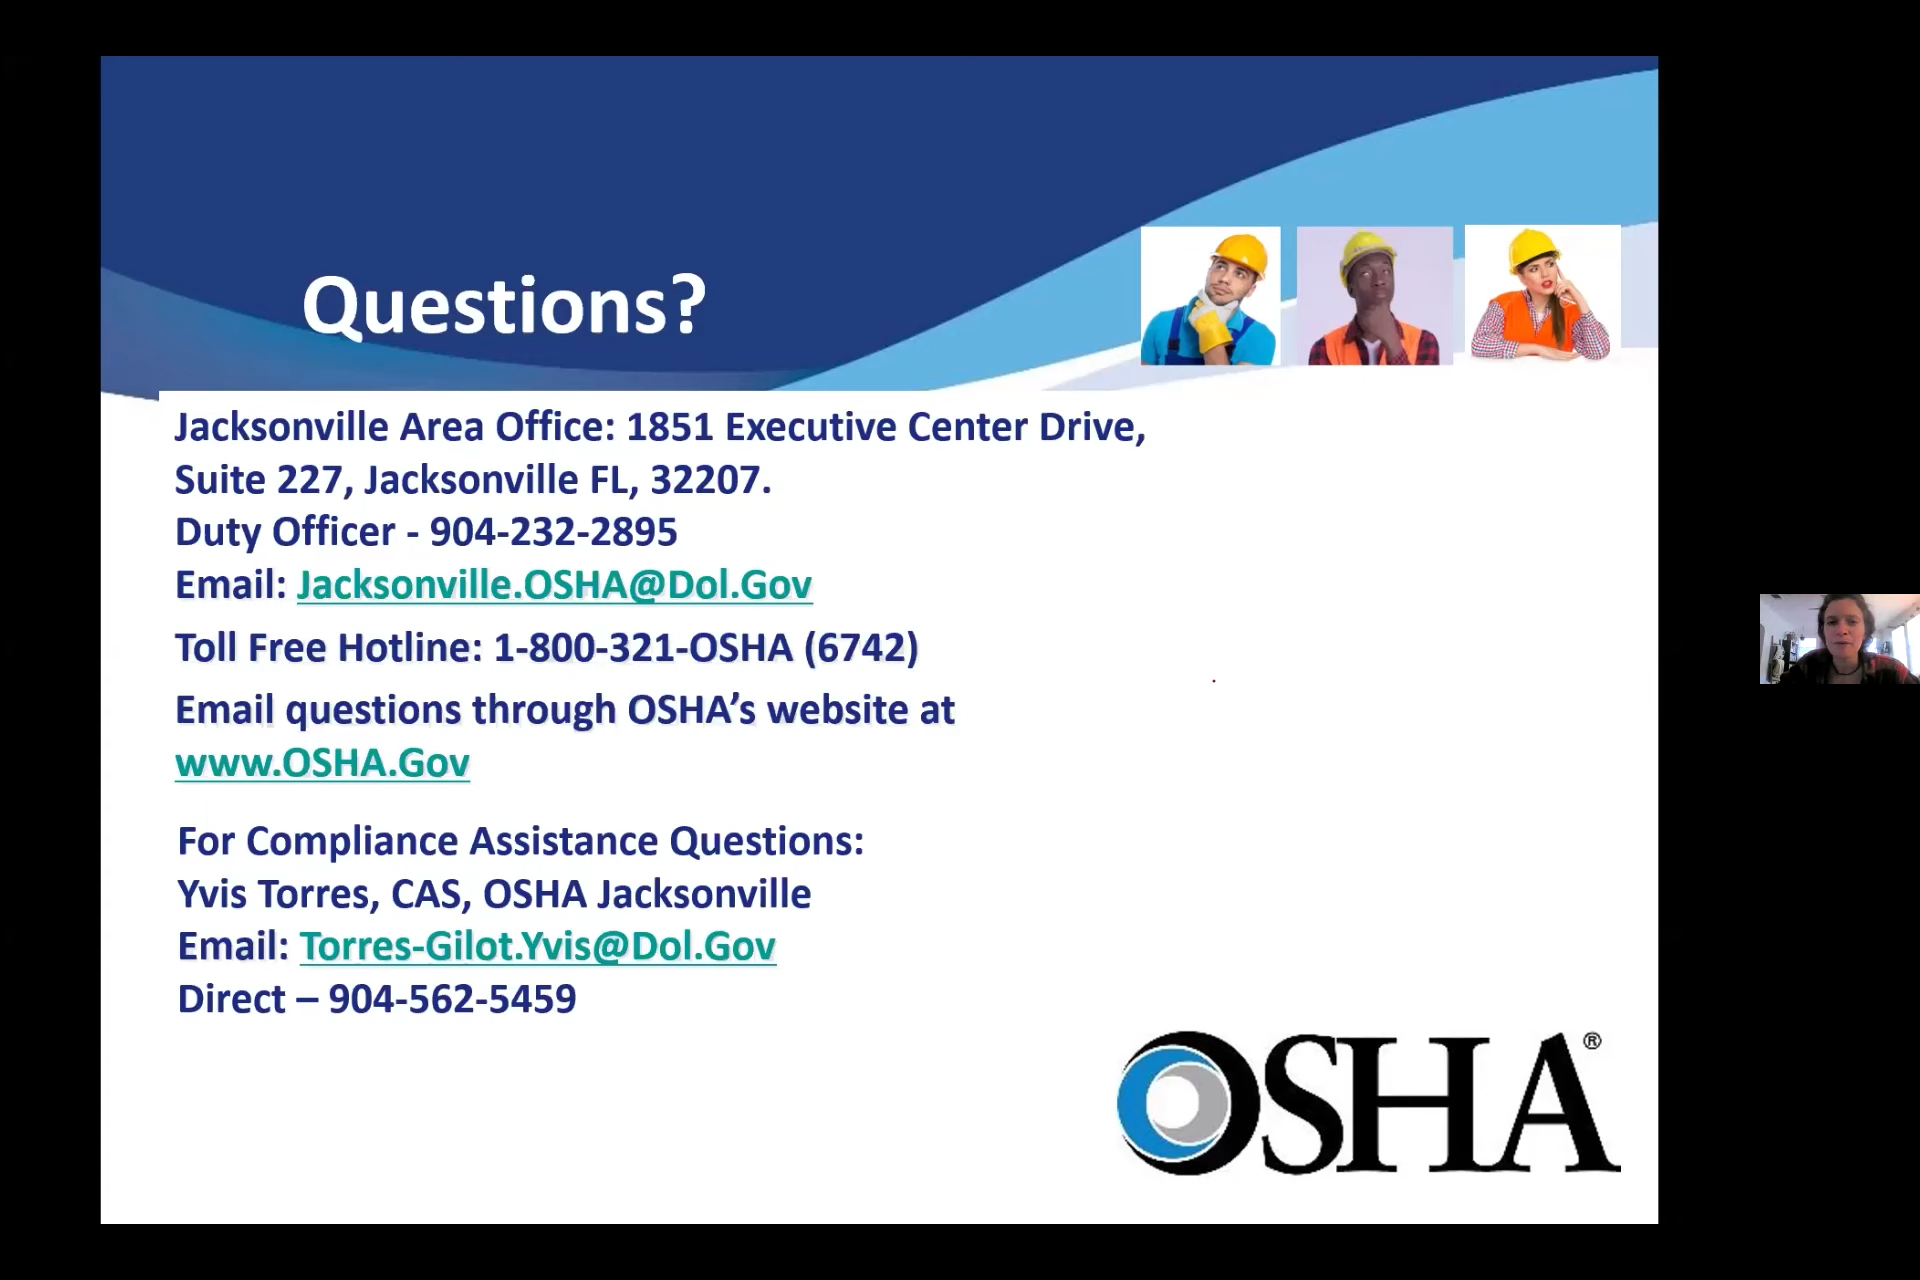 Questions?
Jacksonville Area Office: 1851 Executive Center Drive,
Suite 227, Jacksonville FL, 32207.
Duty Officer - 904-232-2895
Email: Jacksonville.OSHA@Dol.Gov
Toll Free Hotline: 1-800-321-OSHA (6742)
Email questions through OSHA’s website at
www.OSHA.Gov
For Compliance Assistance Questions:
Yvis Torres, CAS, OSHA Jacksonville
Email: Torres-Gilot.Yvis@Dol.Gov
Direct – 904-562-5459
OSHA®